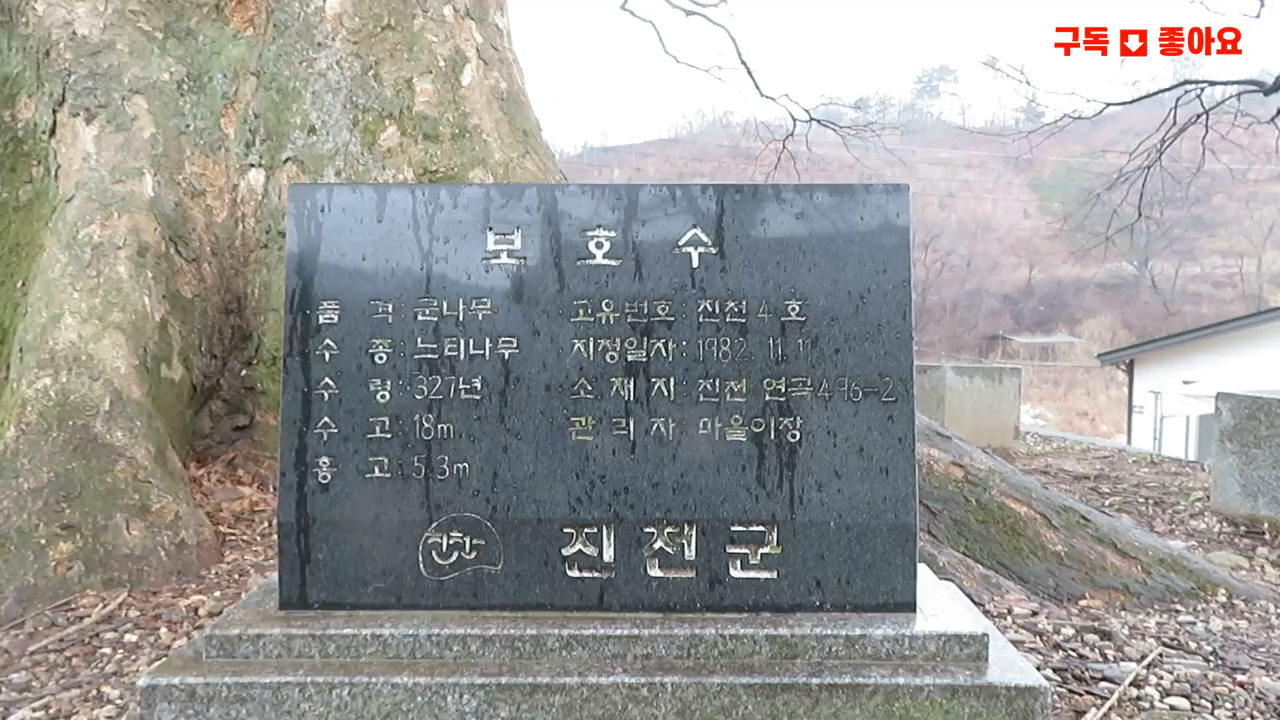 구독 좋아요
보호수
품격: 군나무 고유번호: 진천4호
수종: 느티나무 지정일자: 1982. 11. 11
수령: 327년 소재지: 진천 연곡496-2
수고: 18m 관리자 마을이장
흉고: 5.3m
진천군